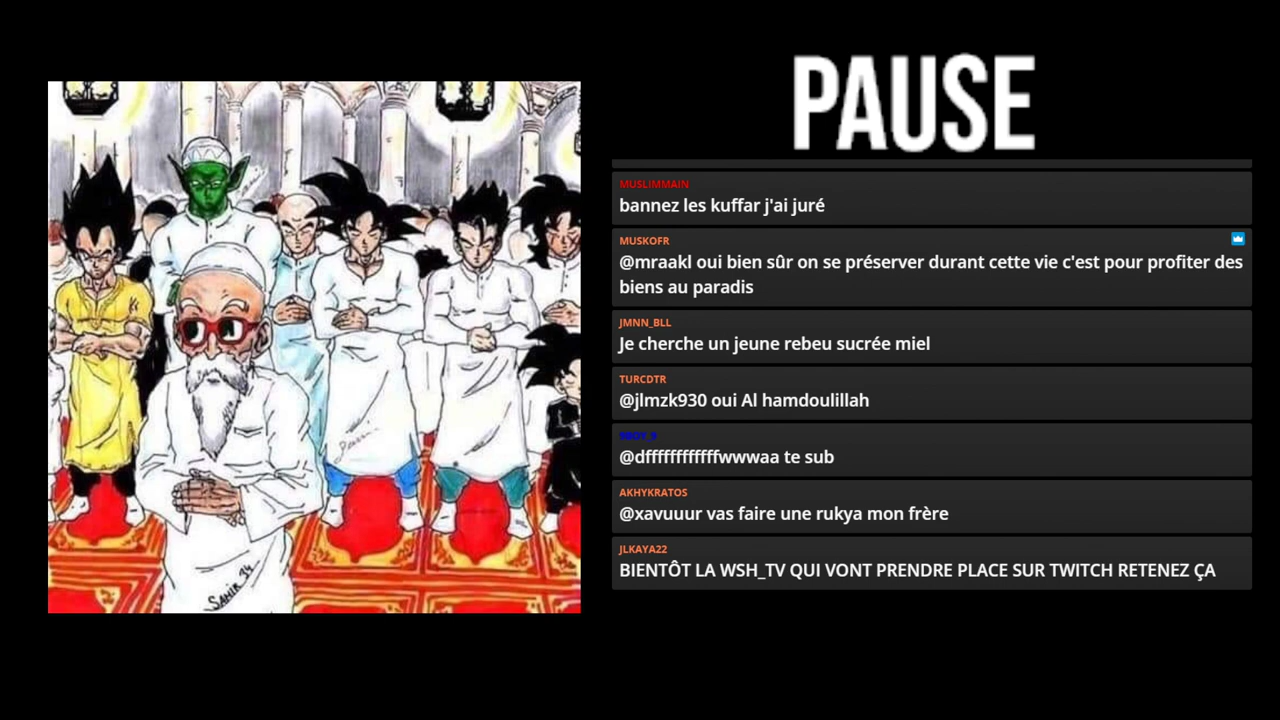 PAUSE
MUSLIMMAIN
bannez les kuffar j'ai juré
MUSKOFR
@mraakl oui bien sûr on se préserver durant cette vie c'est pour profiter des
biens au paradis
JMNN_BLL
Je cherche un jeune rebeu sucrée miel
TURCDTR
@jlmzk930 oui Al hamdoulillah
@dffffffffffffwwwaa te sub
AKHYKRATOS
@xavuuur vas faire une rukya mon frère
JLKAYA22
BIENTÔT LA WSH_TV QUI VONT PRENDRE PLACE SUR TWITCH RETENEZ ÇA